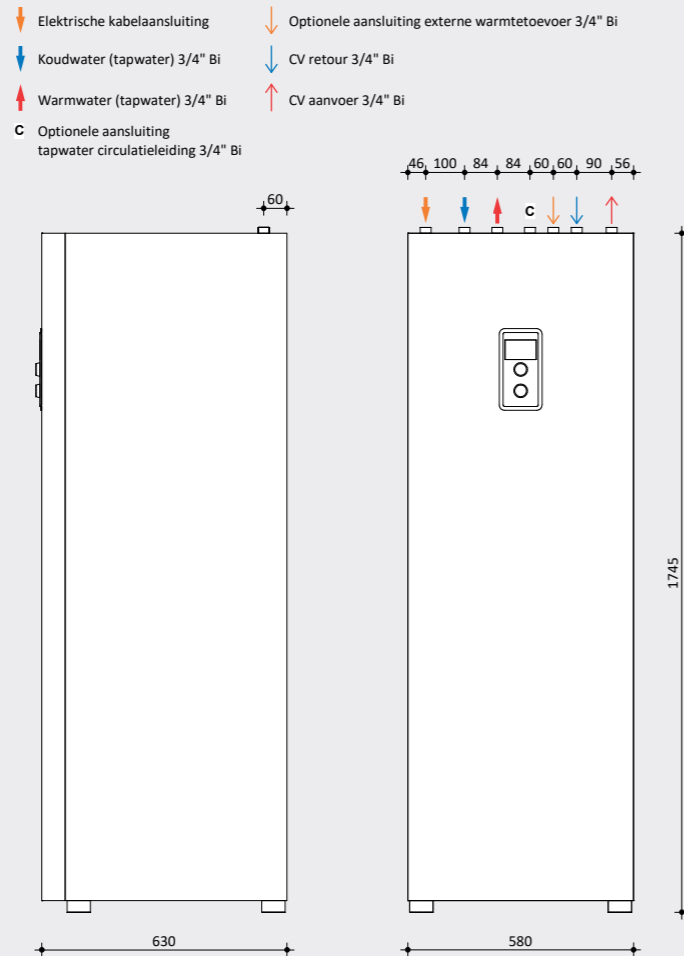 Elektrische kabelaansluiting
Optionele aansluiting externe warmtetoevoer 3/4" Bi
Koudwater (tapwater) 3/4" Bi
CV retour 3/4" Bi
Warmwater (tapwater) 3/4" Bi
CV aanvoer 3/4" Bi
C Optionele aansluiting
tapwater circulatieleiding 3/4" Bi
46 100 84 84 60 60 90 56
60
C
1745
630
580